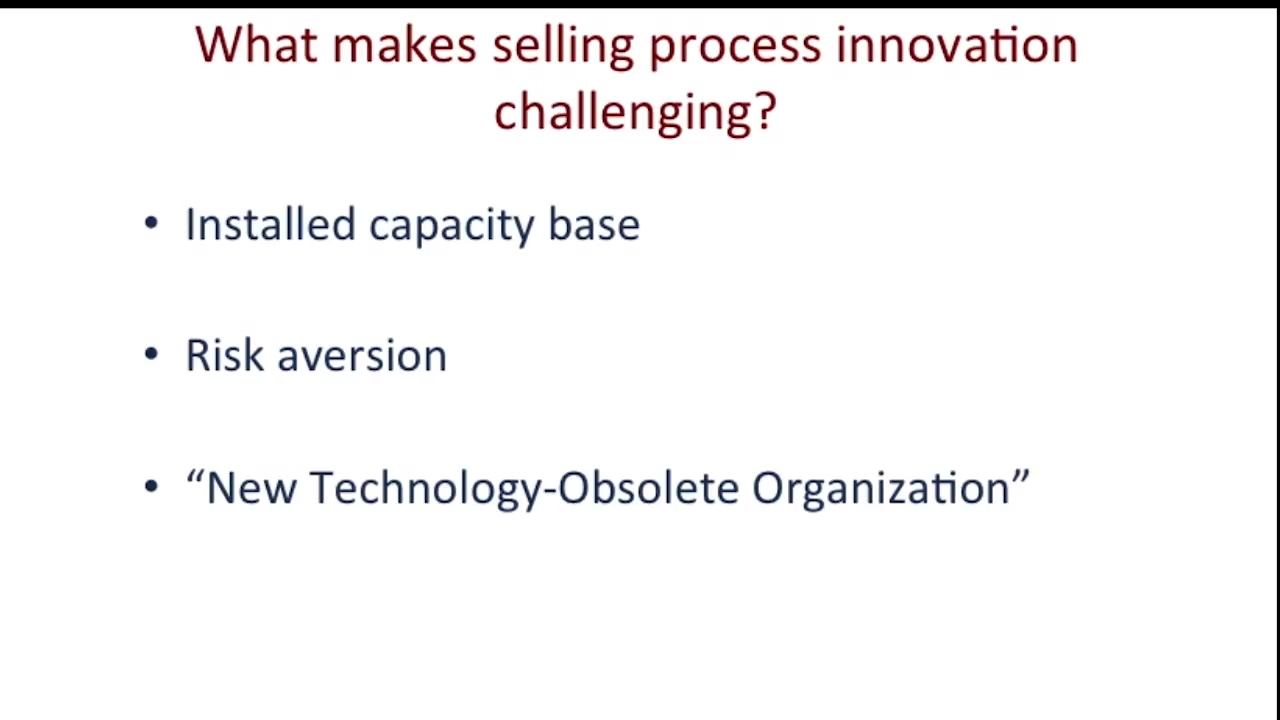 What makes selling process innovation
challenging?
• Installed capacity base
• Risk aversion
• “New Technology-Obsolete Organization”